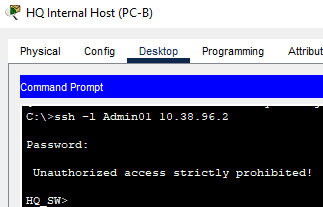 HQ Internal Host (PC-B)
Physical Config Desktop Programming Attribut
Command Prompt
C:\>ssh -l Admin01 10.38.96.2
Password:
Unauthorized access strictly prohibited!
HQ_SW>